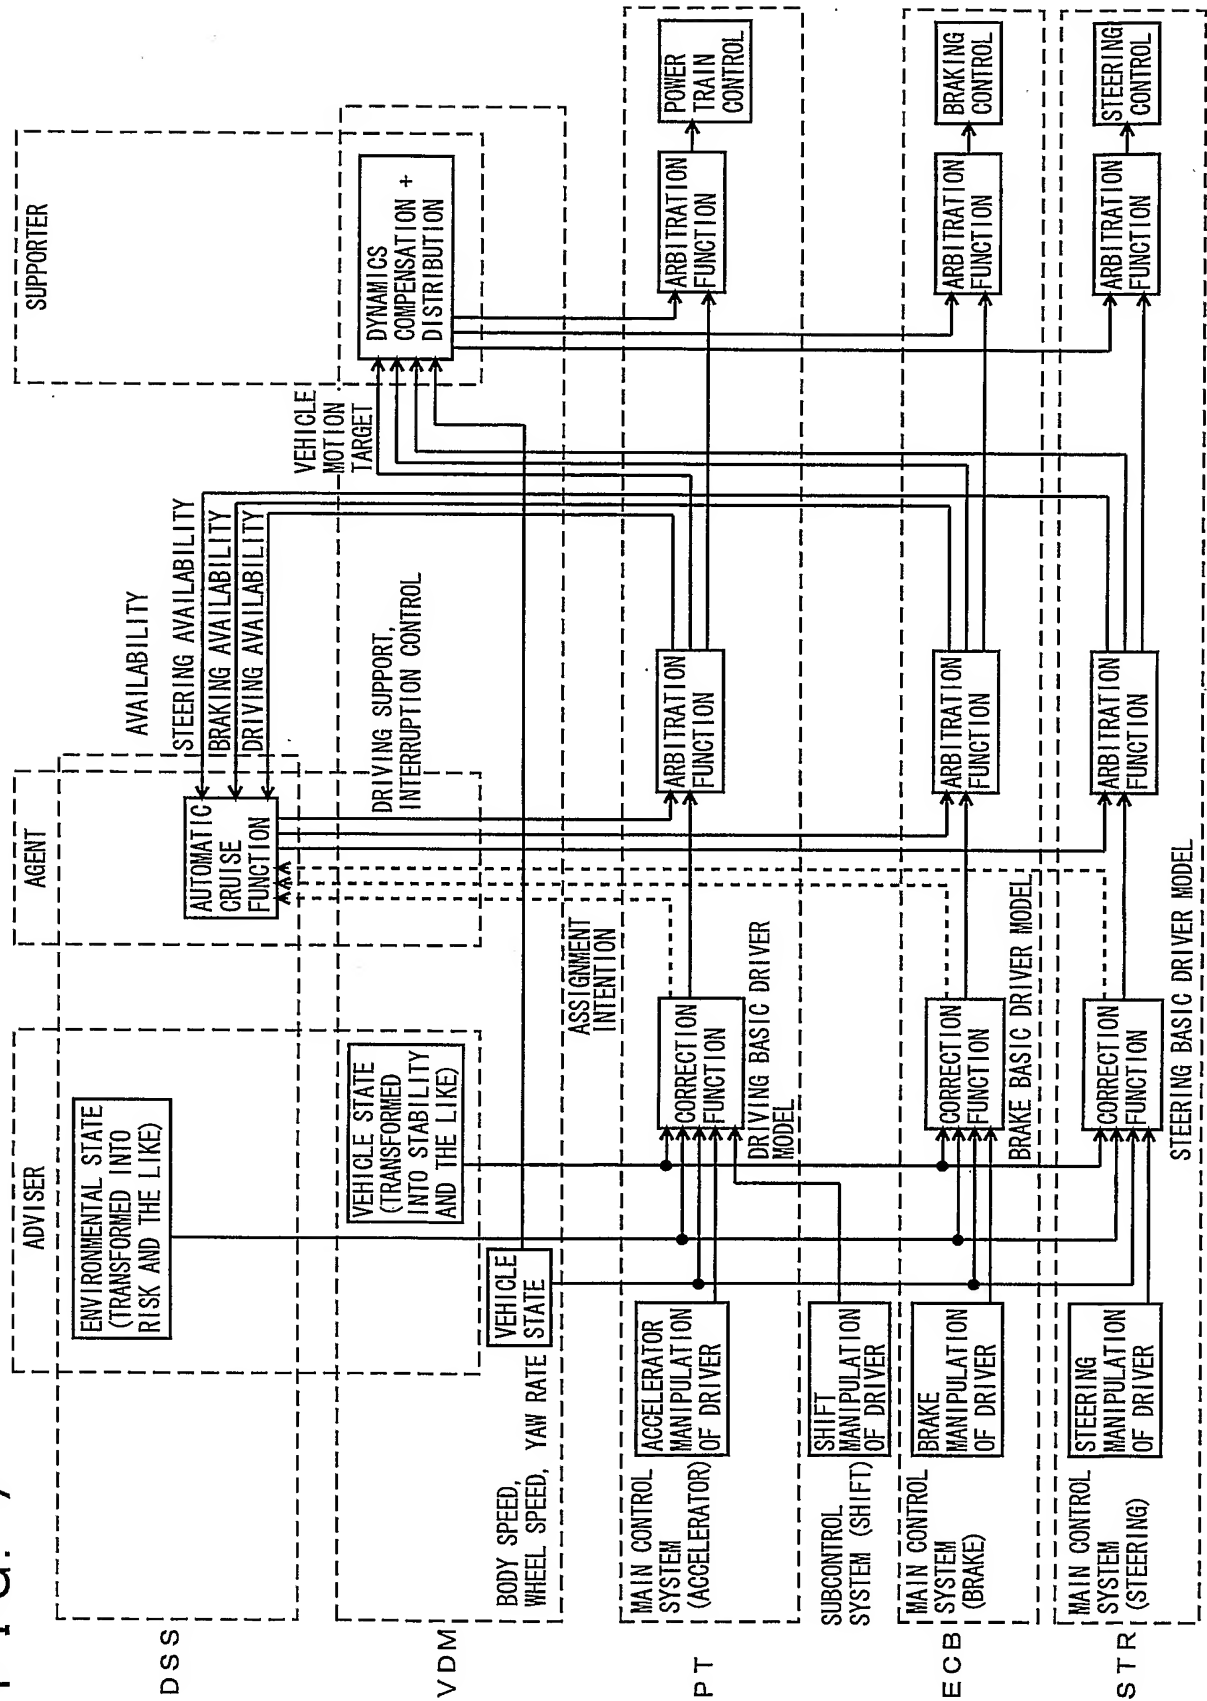 FIG. 7
DSS
VDM
PT
ECB
STR
ADVISER
AGENT
SUPPORTER
ENVIRONMENTAL STATE
(TRANSFORMED INTO
RISK AND THE LIKE)
AUTOMATIC
CRUISE
FUNCTION
AVAILABILITY
STEERING AVAILABILITY
BRAKING AVAILABILITY
DRIVING AVAILABILITY
VEHICLE STATE
(TRANSFORMED
INTO STABILITY
AND THE LIKE)
DRIVING SUPPORT,
INTERRUPTION CONTROL
VEHICLE
MOTION
TARGET
DYNAMICS
COMPENSATION +
DISTRIBUTION
BODY SPEED,
WHEEL SPEED, YAW RATE
VEHICLE
STATE
ASSIGNMENT
INTENTION
MAIN CONTROL
SYSTEM
(ACCELERATOR)
ACCELERATOR
MANIPULATION
OF DRIVER
CORRECTION
FUNCTION
DRIVING BASIC DRIVER
MODEL
ARBITRATION
FUNCTION
ARBITRATION
FUNCTION
POWER
TRAIN
CONTROL
SUBCONTROL
SYSTEM (SHIFT)
SHIFT
MANIPULATION
OF DRIVER
MAIN CONTROL
SYSTEM
(BRAKE)
BRAKE
MANIPULATION
OF DRIVER
CORRECTION
FUNCTION
BRAKE BASIC DRIVER MODEL
ARBITRATION
FUNCTION
ARBITRATION
FUNCTION
BRAKING
CONTROL
MAIN CONTROL
SYSTEM
(STEERING)
STEERING
MANIPULATION
OF DRIVER
CORRECTION
FUNCTION
STEERING BASIC DRIVER MODEL
ARBITRATION
FUNCTION
ARBITRATION
FUNCTION
STEERING
CONTROL